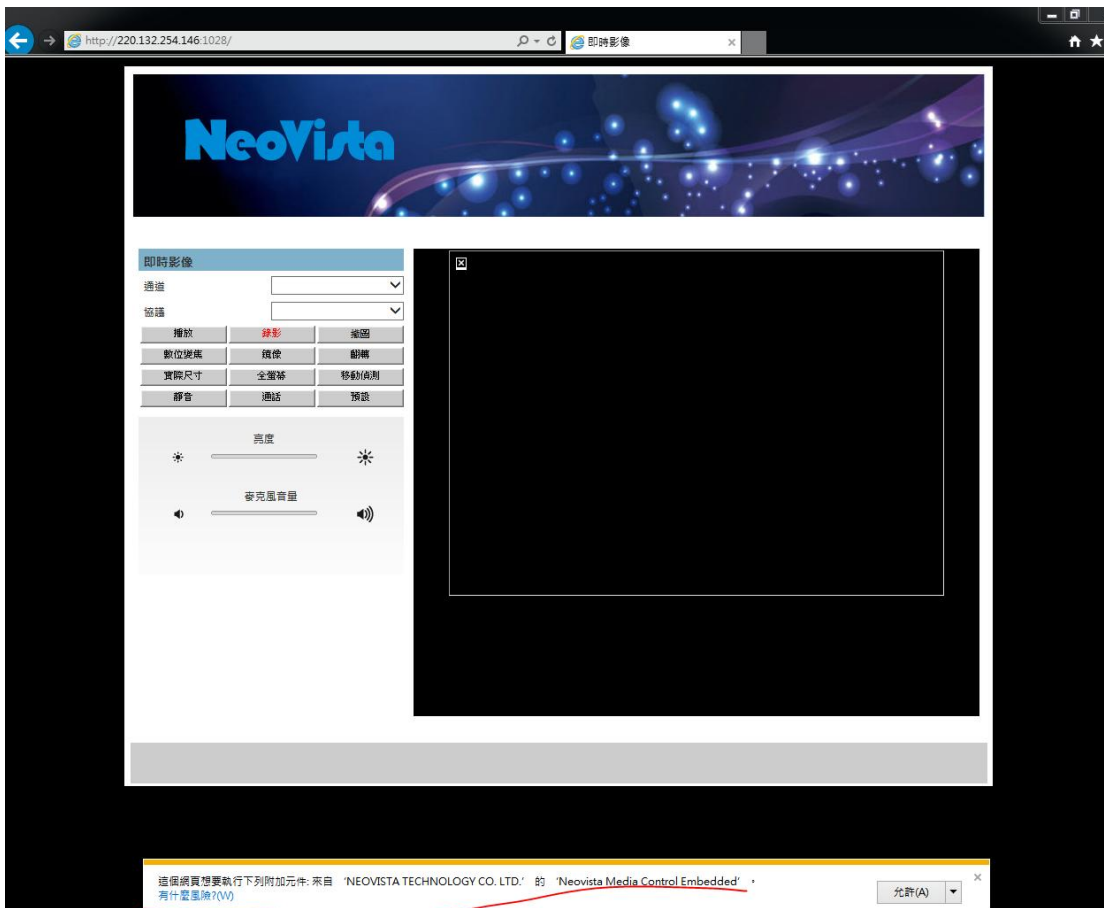 http://220.132.254.146:1028/
即時影像
NeoVista
即時影像
通道
協議
播放 錄影 縮圖
數位變焦 鏡像 翻轉
實際尺寸 全螢幕 移動偵測
靜音 通話 預設
亮度
麥克風音量
這個網頁想要執行下列附加元件: 來自 ‘NEOVISTA TECHNOLOGY CO. LTD.’ 的 ‘Neovista Media Control Embedded’。
有什麼風險?(W)
允許(A)